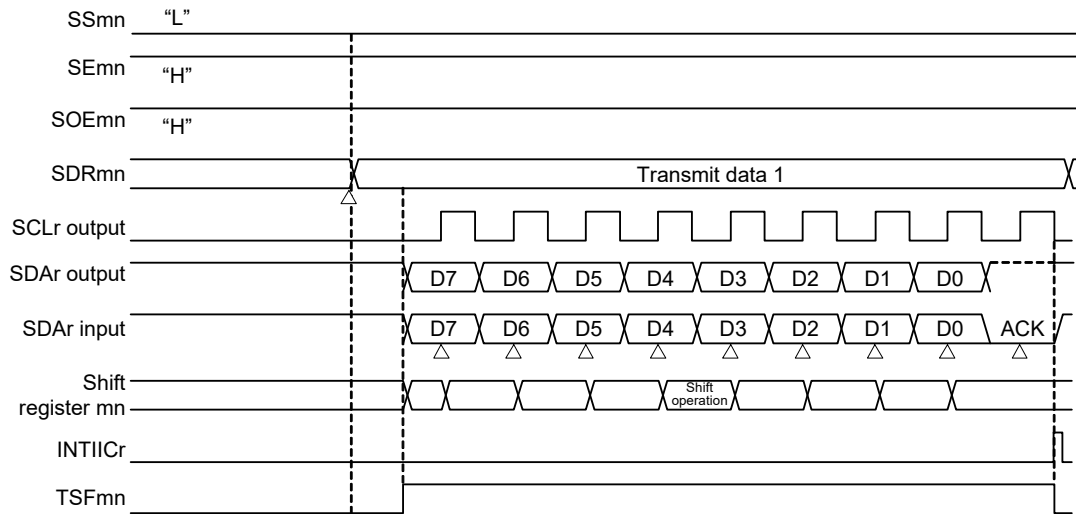 SSmn “L”
SEmn “H”
SOEmn “H”
SDRmn Transmit data 1
SCLr output
SDAr output D7 D6 D5 D4 D3 D2 D1 D0
SDAr input D7 D6 D5 D4 D3 D2 D1 D0 ACK
Shift
register mn
Shift
operation
INTIICr
TSFmn